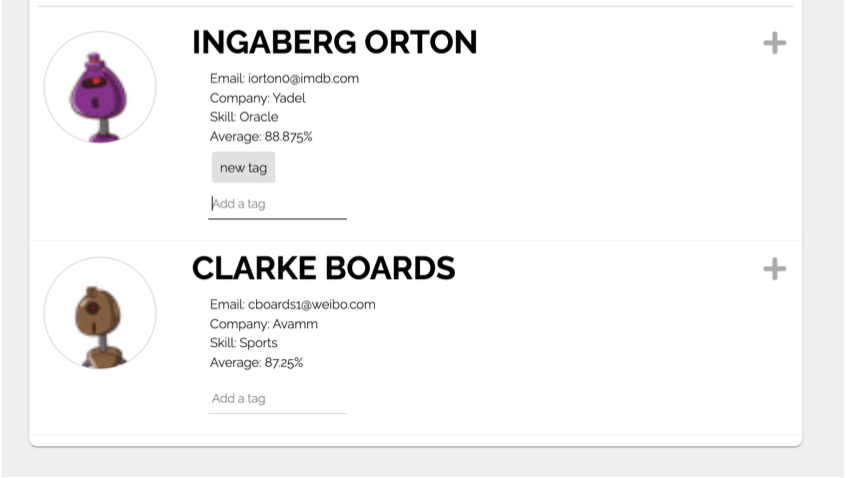 INGABERG ORTON
Email: iorton0@imdb.com
Company: Yadel
Skill: Oracle
Average: 88.875%
new tag
Add a tag
CLARKE BOARDS
Email: cboards1@weibo.com
Company: Avamm
Skill: Sports
Average: 87.25%
Add a tag